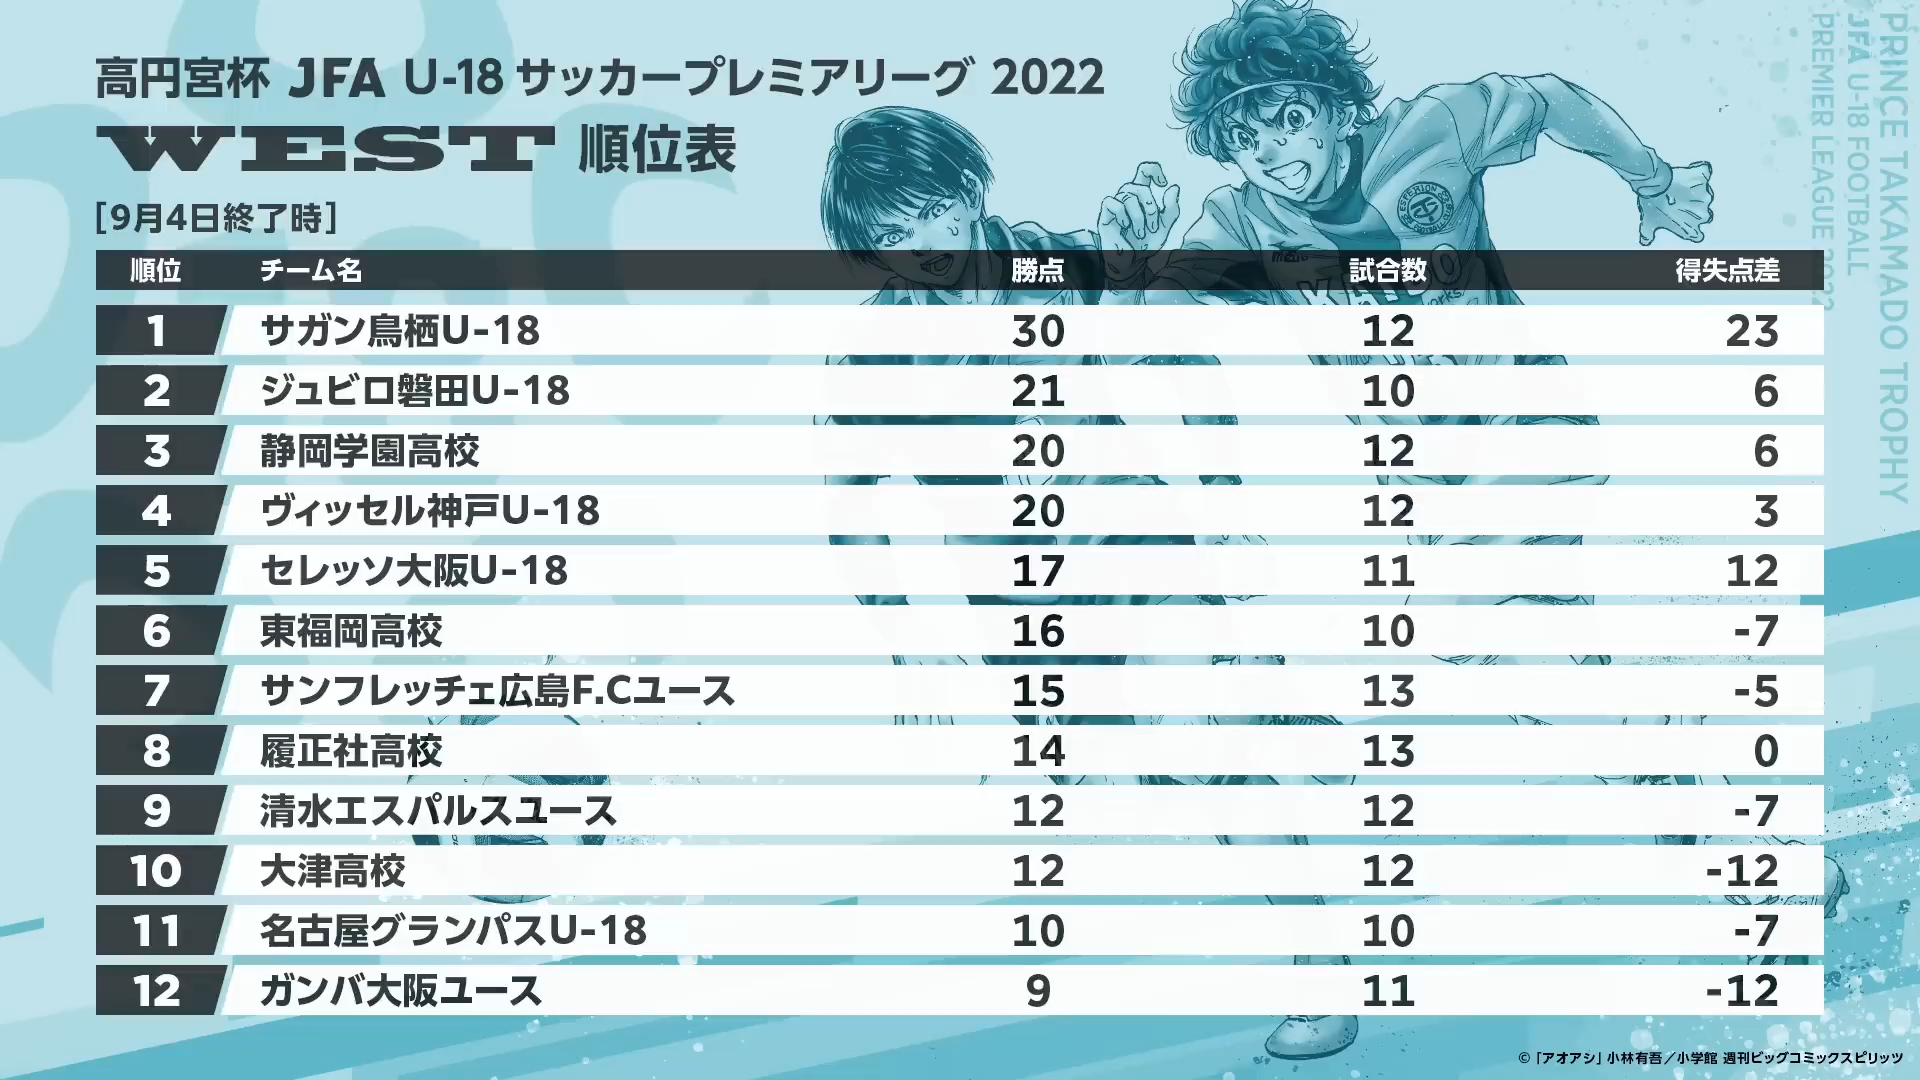 高円宮杯 JFA U-18 サッカープレミアリーグ 2022
WEST 順位表
[9月4日終了時]
順位 チーム名 勝点 試合数 得失点差
1 サガン鳥栖U-18 30 12 23
2 ジュビロ磐田U-18 21 10 6
3 静岡学園高校 20 12 6
4 ヴィッセル神戸U-18 20 12 3
5 セレッソ大阪U-18 17 11 12
6 東福岡高校 16 10 -7
7 サンフレッチェ広島F.Cユース 15 13 -5
8 履正社高校 14 13 0
9 清水エスパルスユース 12 12 -7
10 大津高校 12 12 -12
11 名古屋グランパスU-18 10 10 -7
12 ガンバ大阪ユース 9 11 -12
PRINCE TAKAMADO TROPHY
JFA U-18 FOOTBALL
PREMIER LEAGUE 2022
©「アオアシ」小林有吾／小学館 週刊ビッグコミックスピリッツ